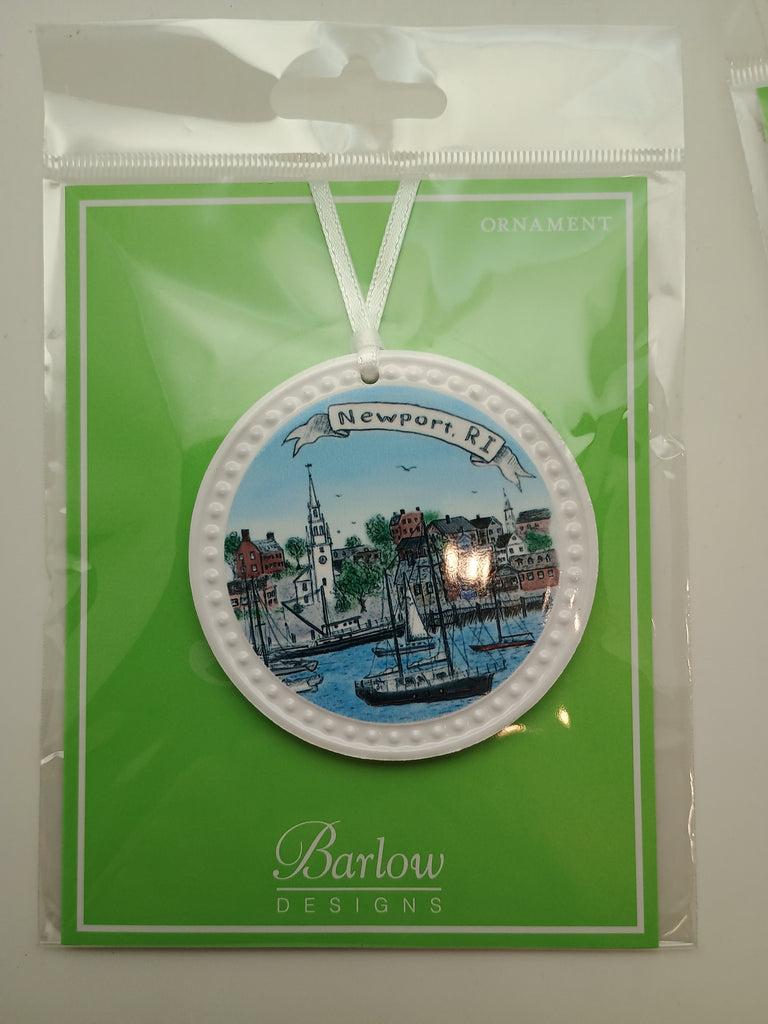 ORNAMENT
Newport, RI
Barlow
DESIGNS